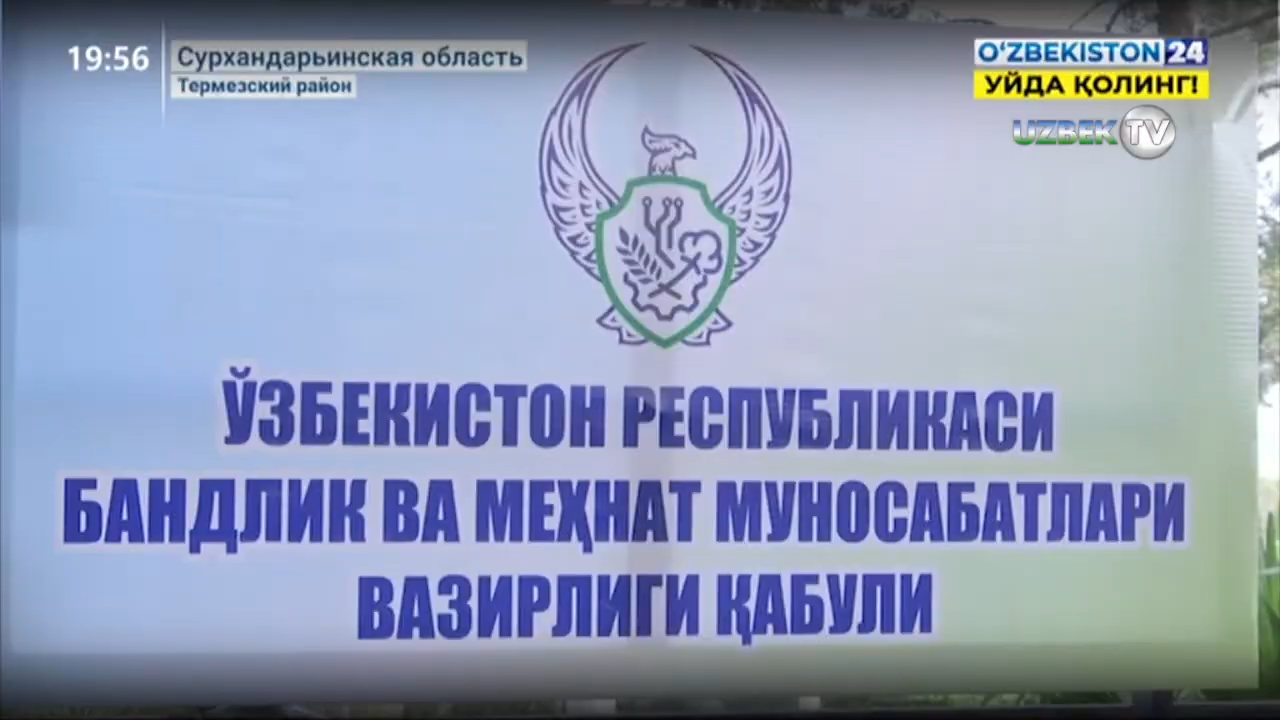 19:56
Сурхандарьинская область
Термезский район
O‘ZBEKISTON 24
УЙДА ҚОЛИНГ!
UZBEK TV
ЎЗБЕКИСТОН РЕСПУБЛИКАСИ
БАНДЛИК ВА МЕҲНАТ МУНОСАБАТЛАРИ
ВАЗИРЛИГИ ҚАБУЛИ